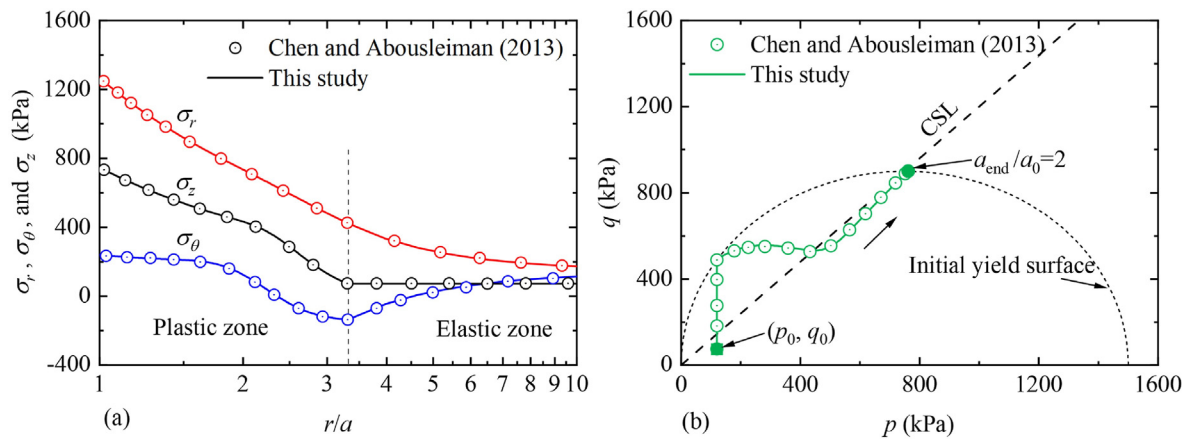 1600
1200
800
400
0
-400
σr , σθ, and σz (kPa)
Chen and Abousleiman (2013)
This study
σr
σz
σθ
Plastic zone
Elastic zone
1 2 3 4 5 6 7 8 9 10
(a)
r/a
1600
1200
800
400
0
q (kPa)
Chen and Abousleiman (2013)
This study
CSL
aend/a0=2
Initial yield surface
(p0, q0)
0 400 800 1200 1600
(b)
p (kPa)